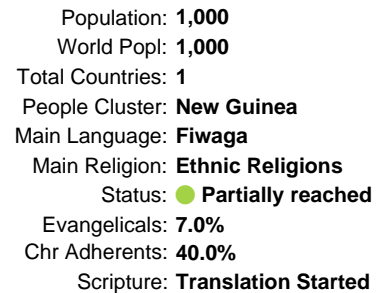 Population: 1,000
World Popl: 1,000
Total Countries: 1
People Cluster: New Guinea
Main Language: Fiwaga
Main Religion: Ethnic Religions
Status: Partially reached
Evangelicals: 7.0%
Chr Adherents: 40.0%
Scripture: Translation Started